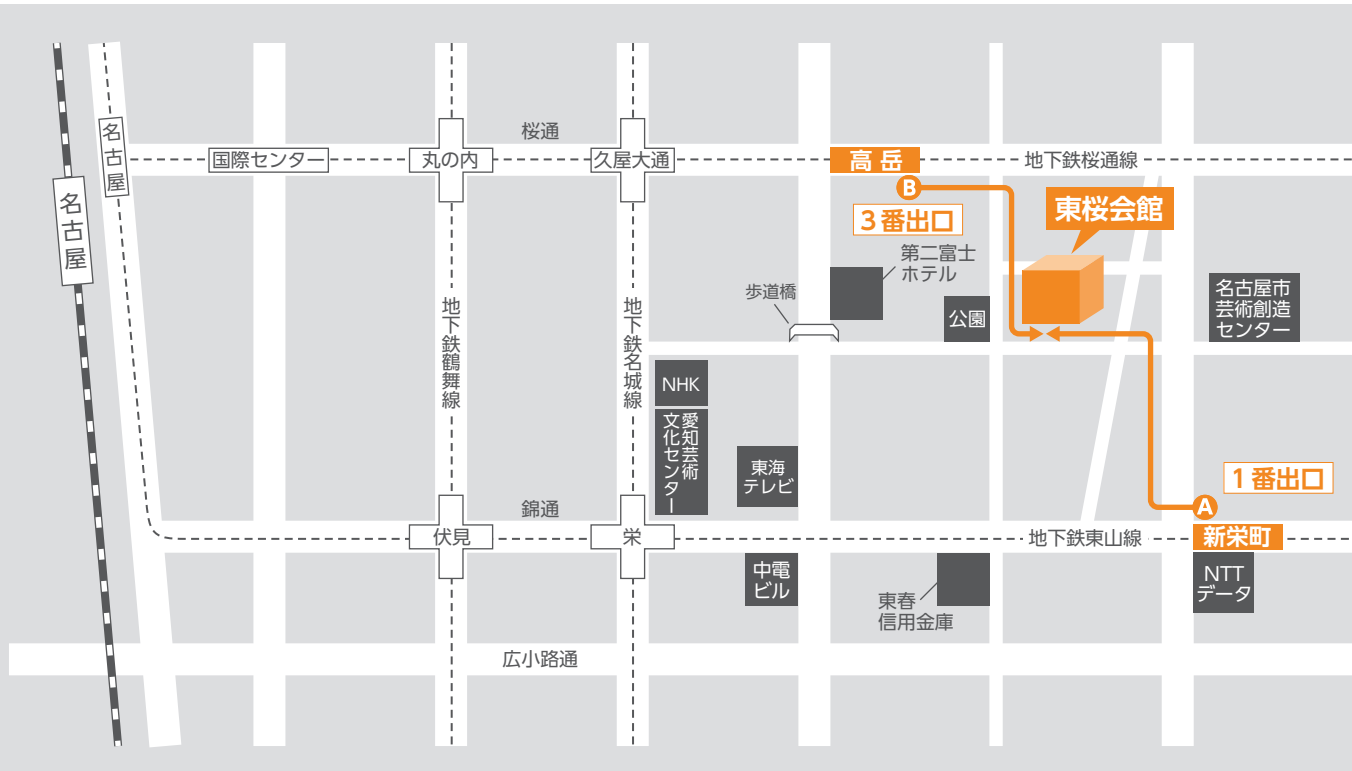 桜通
名古屋
国際センター
丸の内
久屋大通
高岳
地下鉄桜通線
B
3番出口
東桜会館
名古屋
第二富士
ホテル
歩道橋
公園
名古屋市
芸術創造
センター
地下鉄鶴舞線
地下鉄名城線
NHK
愛知芸術
文化センター
東海
テレビ
1番出口
A
錦通
伏見
栄
地下鉄東山線
新栄町
中電
ビル
東春
信用金庫
NTT
データ
広小路通